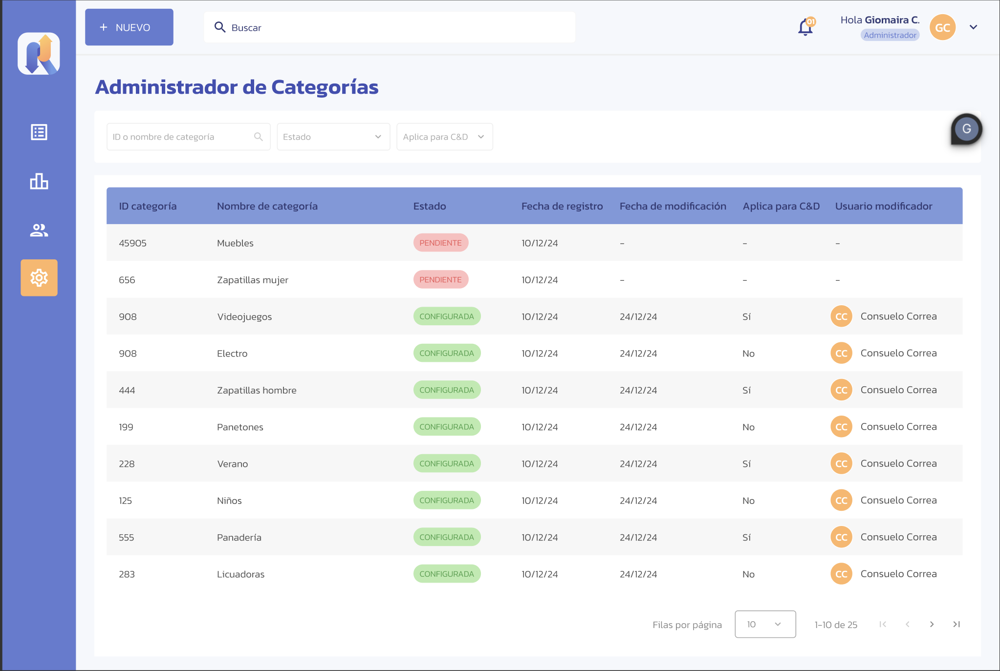 + NUEVO
Buscar
01
Hola Giomaira C.
Administrador
GC
Administrador de Categorías
ID o nombre de categoría
Estado
Aplica para C&D
G
ID categoría Nombre de categoría Estado Fecha de registro Fecha de modificación Aplica para C&D Usuario modificador
45905 Muebles PENDIENTE 10/12/24 - - -
656 Zapatillas mujer PENDIENTE 10/12/24 - - -
908 Videojuegos CONFIGURADA 10/12/24 24/12/24 Sí CC Consuelo Correa
908 Electro CONFIGURADA 10/12/24 24/12/24 No CC Consuelo Correa
444 Zapatillas hombre CONFIGURADA 10/12/24 24/12/24 Sí CC Consuelo Correa
199 Panetones CONFIGURADA 10/12/24 24/12/24 No CC Consuelo Correa
228 Verano CONFIGURADA 10/12/24 24/12/24 Sí CC Consuelo Correa
125 Niños CONFIGURADA 10/12/24 24/12/24 No CC Consuelo Correa
555 Panadería CONFIGURADA 10/12/24 24/12/24 Sí CC Consuelo Correa
283 Licuadoras CONFIGURADA 10/12/24 24/12/24 No CC Consuelo Correa
Filas por página 10 1-10 de 25